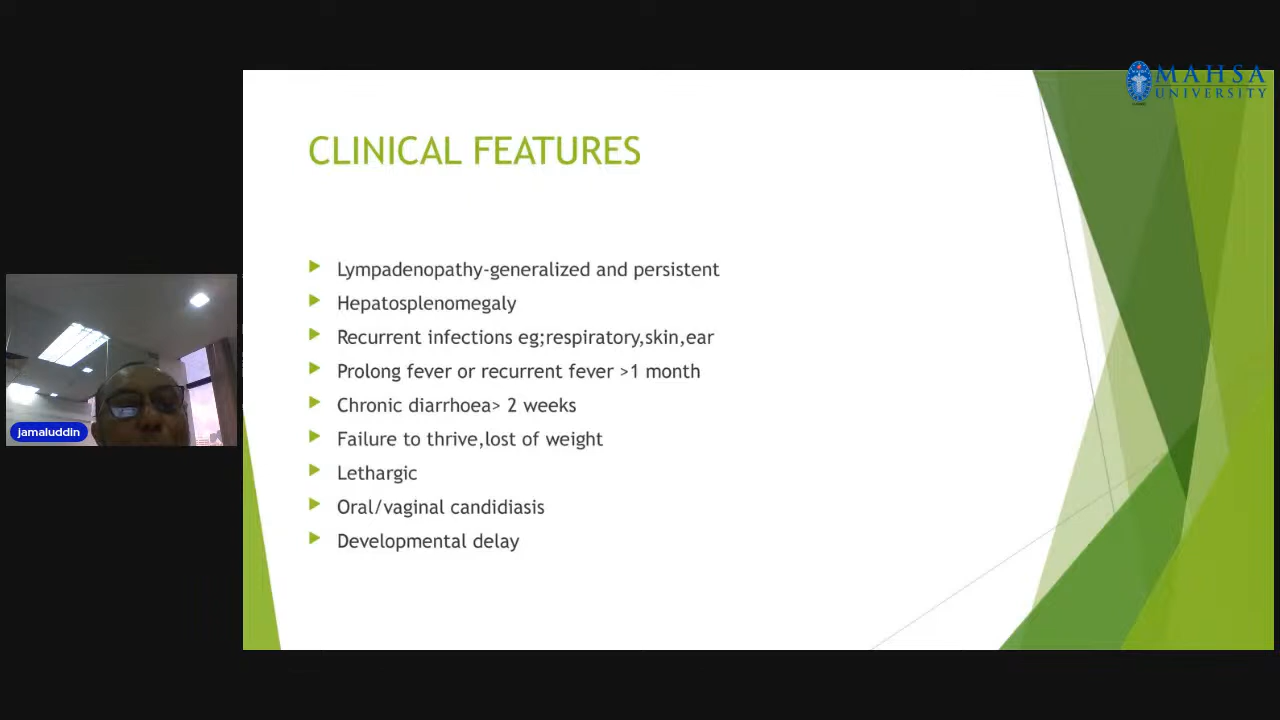 MAHSA
UNIVERSITY
CLINICAL FEATURES
Lympadenopathy-generalized and persistent
Hepatosplenomegaly
Recurrent infections eg;respiratory,skin,ear
Prolong fever or recurrent fever >1 month
Chronic diarrhoea> 2 weeks
Failure to thrive,lost of weight
Lethargic
Oral/vaginal candidiasis
Developmental delay
jamaluddin